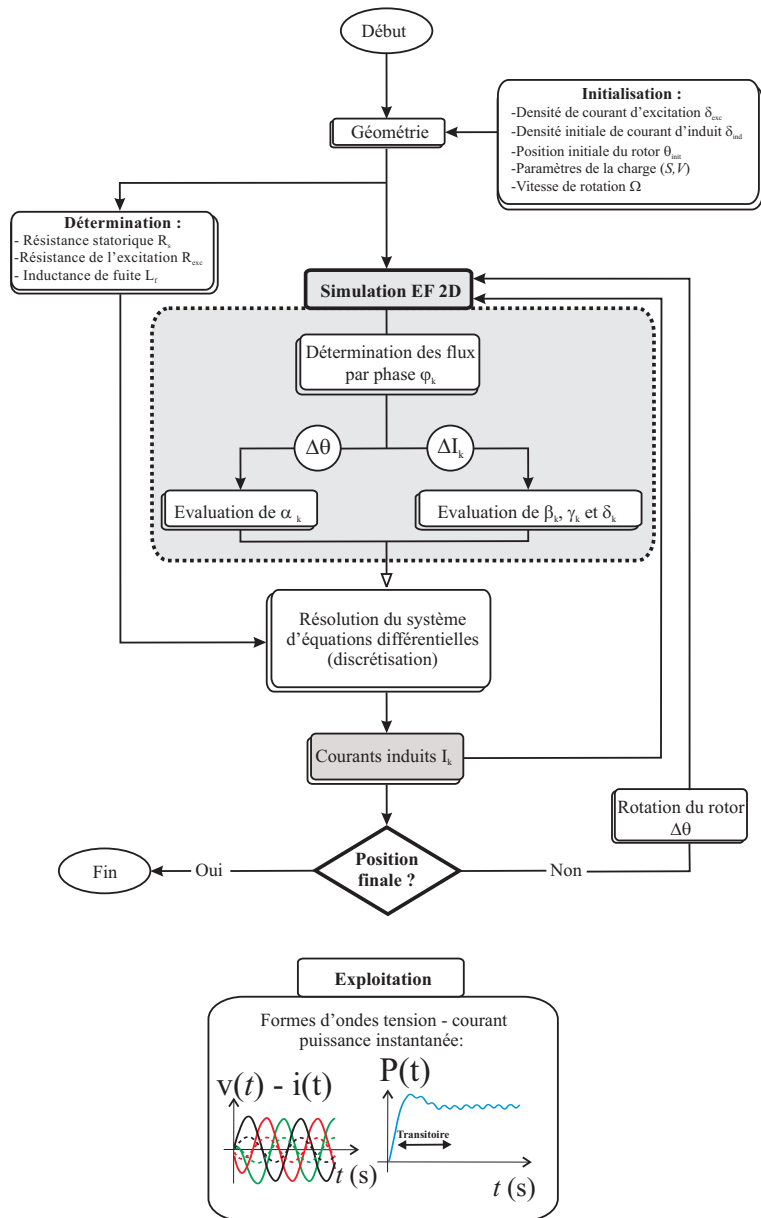 Début
Géométrie
Initialisation :
-Densité de courant d'excitation δexc
-Densité initiale de courant d'induit δind
-Position initiale du rotor θinit
-Paramètres de la charge (S,V)
-Vitesse de rotation Ω
Détermination :
- Résistance statorique Rs
-Résistance de l'excitation Rexc
- Inductance de fuite Lf
Simulation EF 2D
Détermination des flux
par phase φk
Δθ
ΔIk
Evaluation de α k
Evaluation de βk, γk et δk
Résolution du système
d'équations différentielles
(discrétisation)
Courants induits Ik
Rotation du rotor
Δθ
Position
finale ?
Oui
Non
Fin
Exploitation
Formes d'ondes tension - courant
puissance instantanée:
v(t) - i(t)
P(t)
Transitoire
t (s)
t (s)